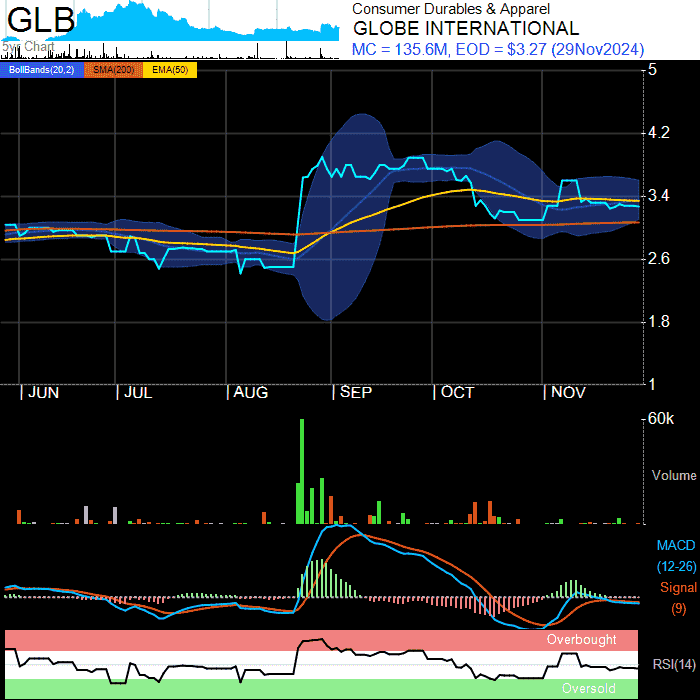 GLB
5yr Chart
Consumer Durables & Apparel
GLOBE INTERNATIONAL
MC = 135.6M, EOD = $3.27 (29Nov2024)
BollBands(20,2) SMA(200) EMA(50)
5
4.2
3.4
2.6
1.8
1
JUN JUL AUG SEP OCT NOV
60k
Volume
MACD
(12-26)
Signal
(9)
Overbought
RSI(14)
Oversold